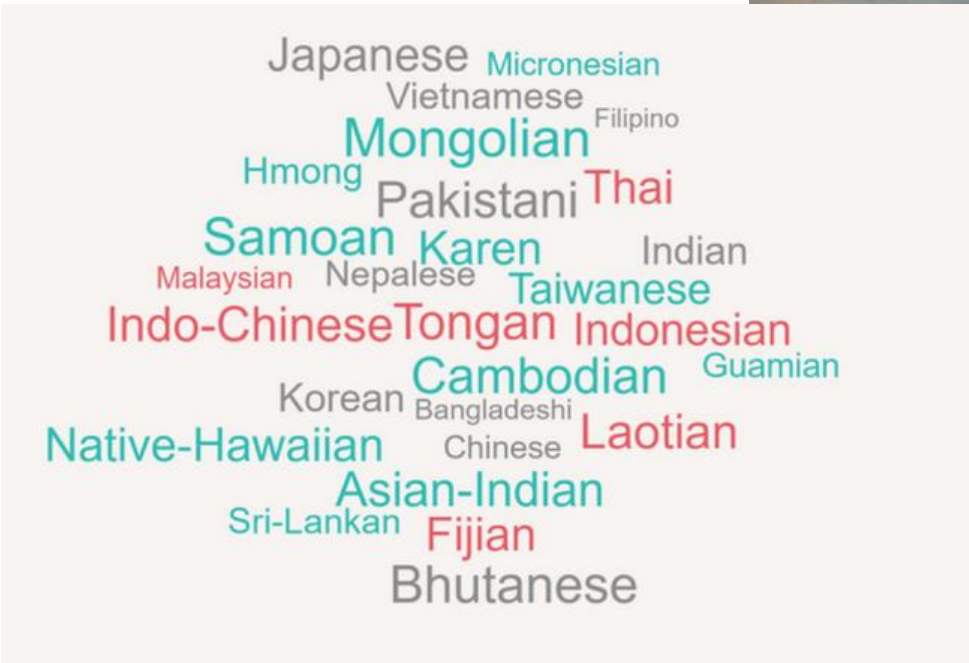 Japanese Micronesian
Vietnamese
Filipino
Mongolian
Hmong
Pakistani Thai
Samoan Karen Indian
Malaysian Nepalese Taiwanese
Indo-Chinese Tongan Indonesian
Cambodian Guamian
Korean Bangladeshi
Native-Hawaiian Chinese Laotian
Asian-Indian
Sri-Lankan Fijian
Bhutanese